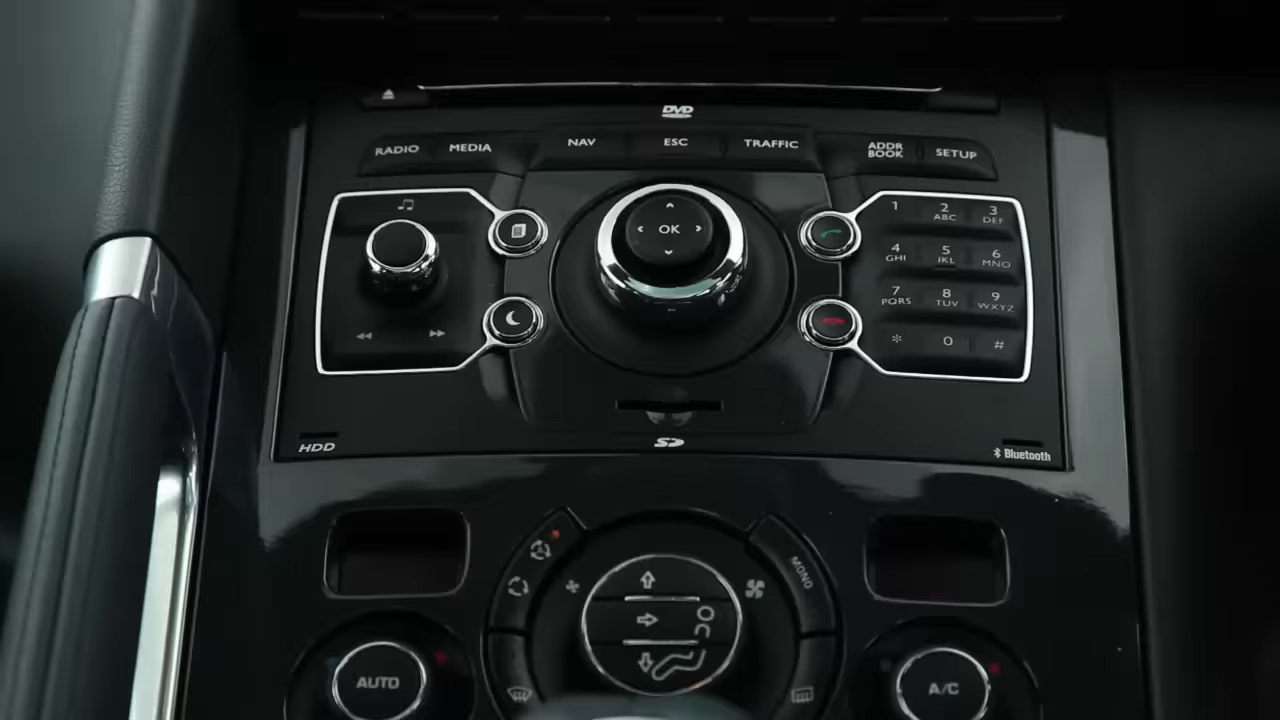 DVD
RADIO MEDIA NAV ESC TRAFFIC ADDR BOOK SETUP
1 2 ABC 3 DEF
OK
4 GHI 5 JKL 6 MNO
7 PQRS 8 TUV 9 WXYZ
* 0 #
HDD SD Bluetooth
MONO
AUTO A/C